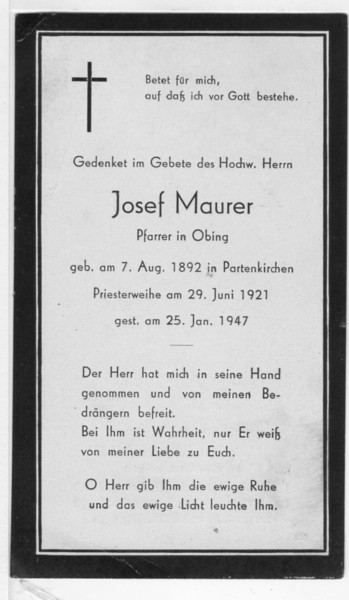 Betet für mich,
auf daß ich vor Gott bestehe.
Gedenket im Gebete des Hochw. Herrn
Josef Maurer
Pfarrer in Obing
geb. am 7. Aug. 1892 in Partenkirchen
Priesterweihe am 29. Juni 1921
gest. am 25. Jan. 1947
Der Herr hat mich in seine Hand
genommen und von meinen Be-
drängern befreit.
Bei Ihm ist Wahrheit, nur Er weiß
von meiner Liebe zu Euch.
O Herr gib Ihm die ewige Ruhe
und das ewige Licht leuchte Ihm.